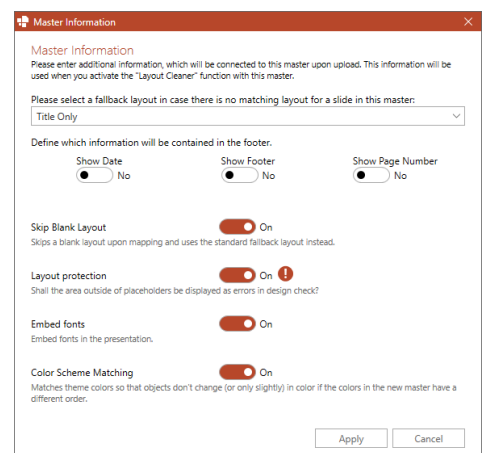 Master Information
Master Information
Please enter additional information, which will be connected to this master upon upload. This information will be
used when you activate the "Layout Cleaner" function with this master.
Please select a fallback layout in case there is no matching layout for a slide in this master:
Title Only
Define which information will be contained in the footer.
Show Date Show Footer Show Page Number
No No No
Skip Blank Layout On
Skips a blank layout upon mapping and uses the standard fallback layout instead.
Layout protection On !
Shall the area outside of placeholders be displayed as errors in design check?
Embed fonts On
Embed fonts in the presentation.
Color Scheme Matching On
Matches theme colors so that objects don't change (or only slightly) in color if the colors in the new master have a
different order.
Apply Cancel